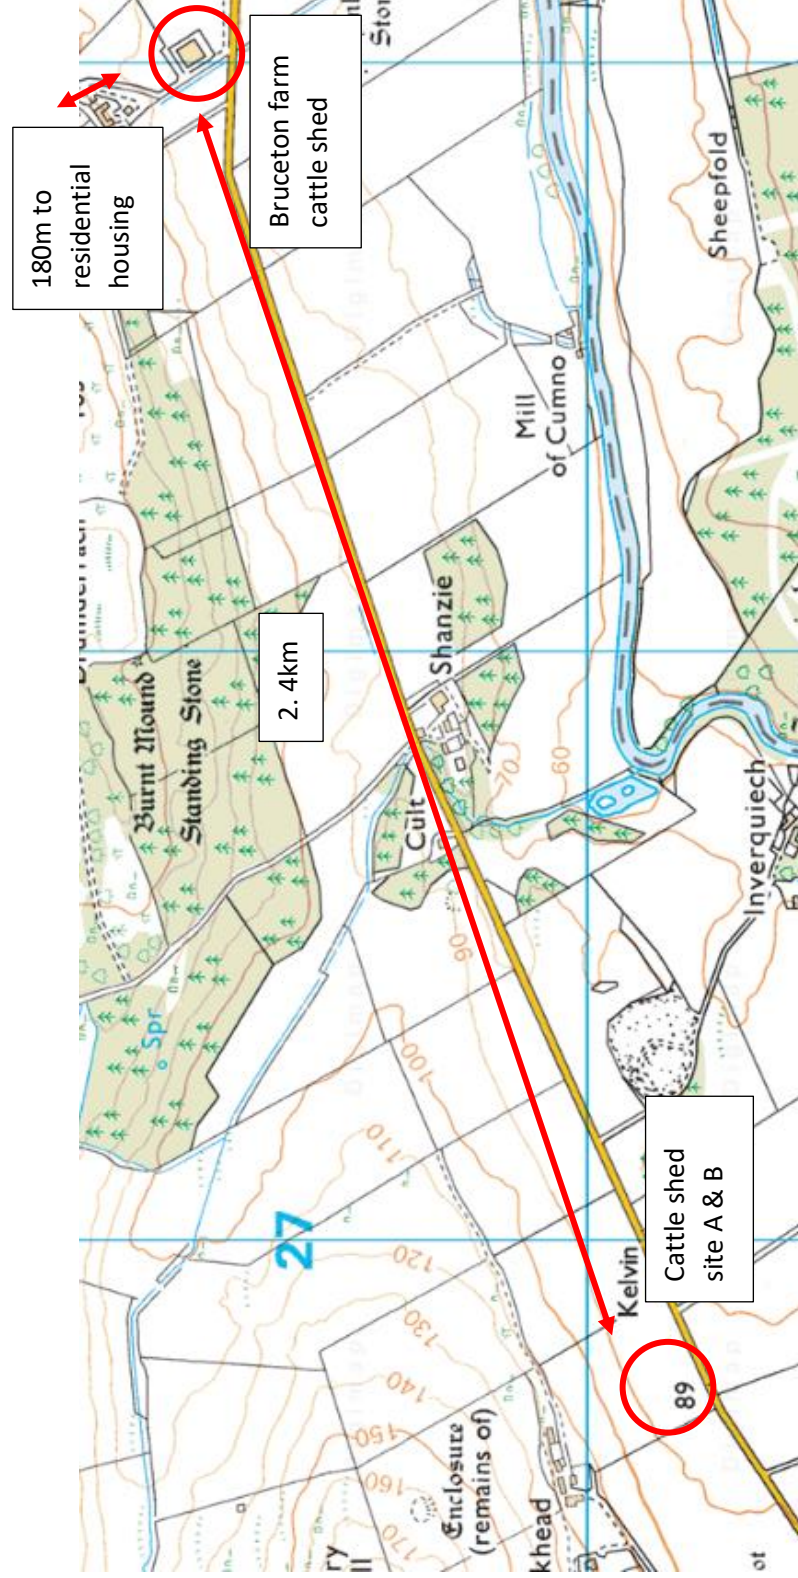 180m to
residential
housing
Bruceton farm
cattle shed
2. 4km
Cattle shed
site A & B
Burnt Mound
Standing Stone
Spr
27
Cult
Shanzie
Mill
of Cumno
Sheepfold
Inverquiech
Kelvin
89
Enclosure
(remains of)
khead
60
70
90
100
110
120
130
140
150
160
170